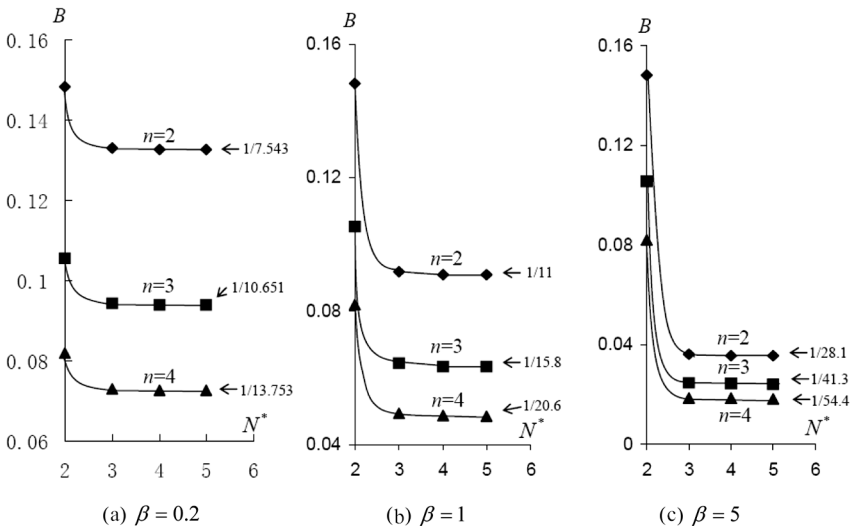 B
0.16
0.14
0.12
0.1
0.08
0.06
n=2
1/7.543
n=3
1/10.651
n=4
1/13.753
N*
2 3 4 5 6
(a) β = 0.2
B
0.16
0.12
0.08
0.04
n=2
1/11
n=3
1/15.8
n=4
1/20.6
N*
2 3 4 5 6
(b) β = 1
B
0.16
0.12
0.08
0.04
0
n=2
1/28.1
n=3
1/41.3
1/54.4
n=4
N*
2 3 4 5 6
(c) β = 5